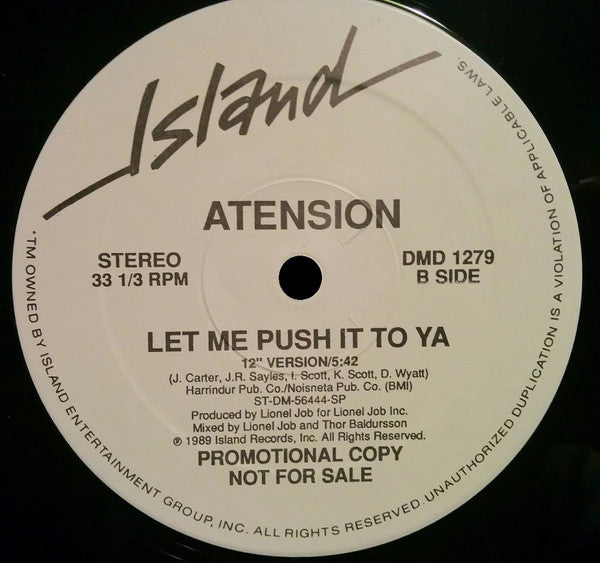 Island
ATENSION
STEREO
33 1/3 RPM
DMD 1279
B SIDE
LET ME PUSH IT TO YA
12" VERSION/5:42
(J. Carter, J.R. Sayles, I. Scott, K. Scott, D. Wyatt)
Harrindur Pub. Co./Noisneta Pub. Co. (BMI)
ST-DM-56444-SP
Produced by Lionel Job for Lionel Job Inc.
Mixed by Lionel Job and Thor Baldursson
℗ 1989 Island Records, Inc. All Rights Reserved.
PROMOTIONAL COPY
NOT FOR SALE
*TM OWNED BY ISLAND ENTERTAINMENT GROUP, INC. ALL RIGHTS RESERVED. UNAUTHORIZED DUPLICATION IS A VIOLATION OF APPLICABLE LAWS.